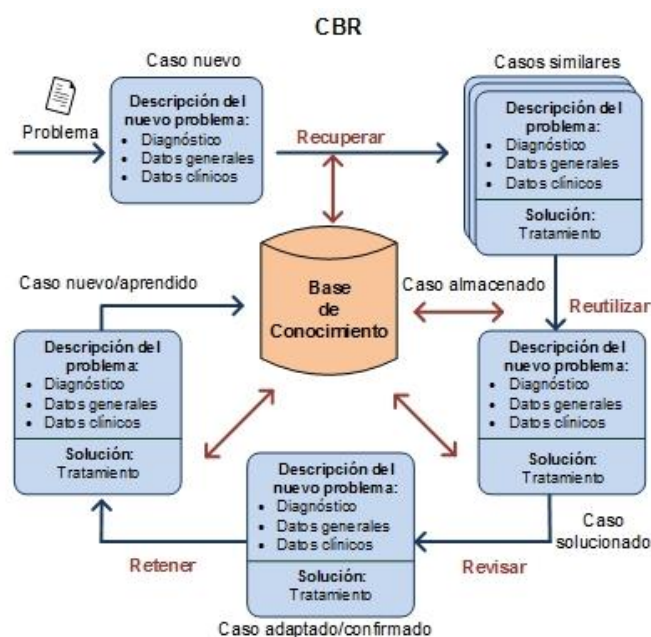 CBR
Caso nuevo
Problema
Descripción del
nuevo problema:
• Diagnóstico
• Datos generales
• Datos clínicos
Recuperar
Casos similares
Descripción del
problema:
• Diagnóstico
• Datos generales
• Datos clínicos
Solución:
Tratamiento
Reutilizar
Caso almacenado
Base
de
Conocimiento
Descripción del
nuevo problema:
• Diagnóstico
• Datos generales
• Datos clínicos
Solución:
Tratamiento
Caso
solucionado
Revisar
Descripción del
nuevo problema:
• Diagnóstico
• Datos generales
• Datos clínicos
Solución:
Tratamiento
Caso adaptado/confirmado
Retener
Caso nuevo/aprendido
Descripción del
problema:
• Diagnóstico
• Datos generales
• Datos clínicos
Solución:
Tratamiento